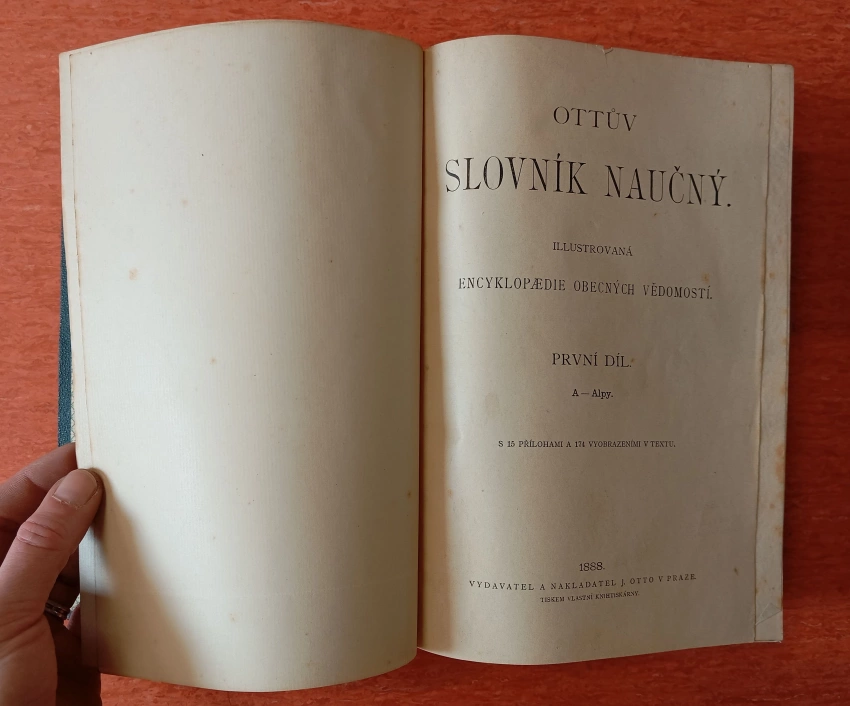 OTTŮV
SLOVNÍK NAUČNÝ.
ILLUSTROVANÁ
ENCYKLOPÆDIE OBECNÝCH VĚDOMOSTÍ.
PRVNÍ DÍL.
A — Alpy.
S 15 PŘÍLOHAMI A 174 VYOBRAZENÍMI V TEXTU.
1888.
VYDAVATEL A NAKLADATEL J. OTTO V PRAZE.
TISKEM VLASTNÍ KNIHTISKÁRNY.